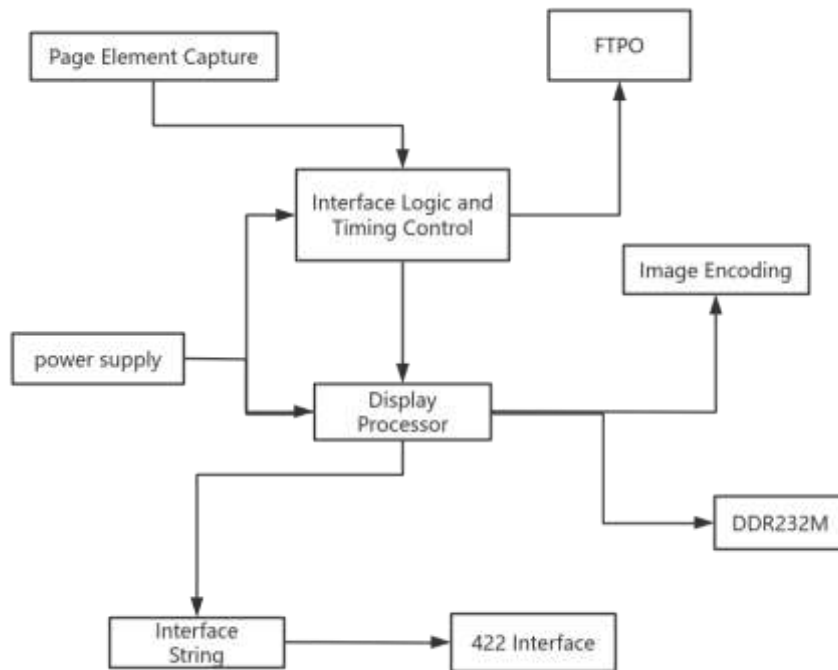 FTPO
Page Element Capture
Interface Logic and
Timing Control
Image Encoding
power supply
Display
Processor
DDR232M
Interface
String
422 Interface